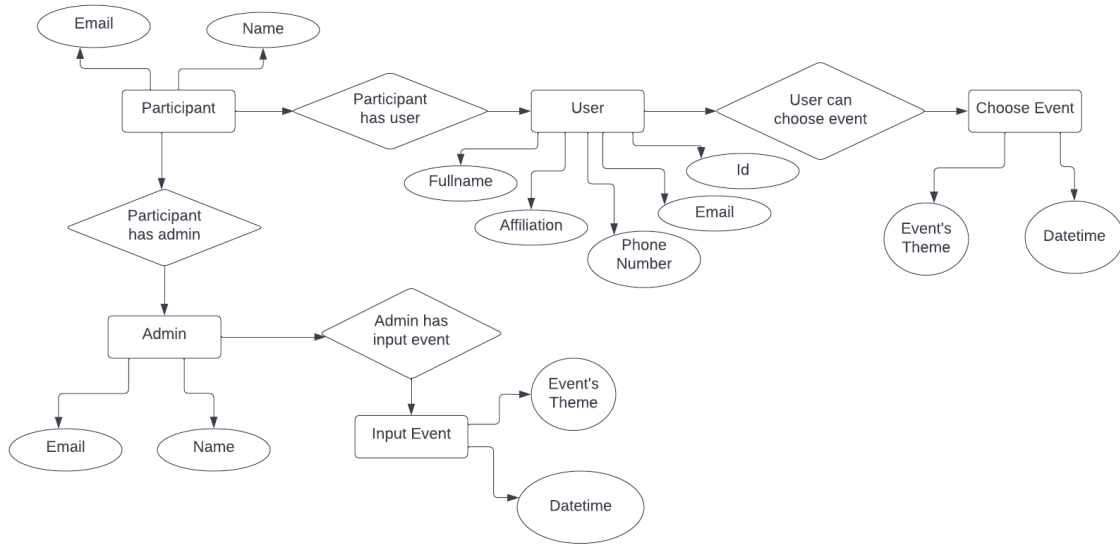 Email
Name
Participant
Participant
has user
User
User can
choose event
Choose Event
Fullname
Affiliation
Phone
Number
Email
Id
Event's
Theme
Datetime
Participant
has admin
Admin
Admin has
input event
Email
Name
Input Event
Event's
Theme
Datetime